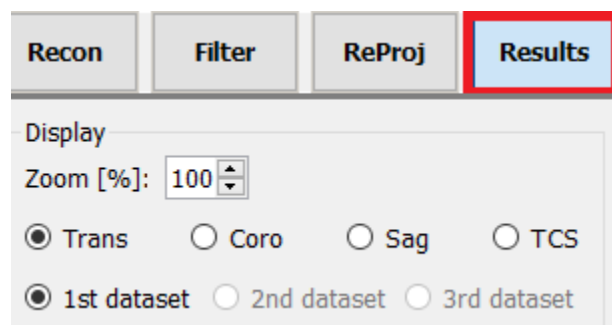 Recon Filter ReProj Results
Display
Zoom [%]: 100
Trans Coro Sag TCS
1st dataset 2nd dataset 3rd dataset